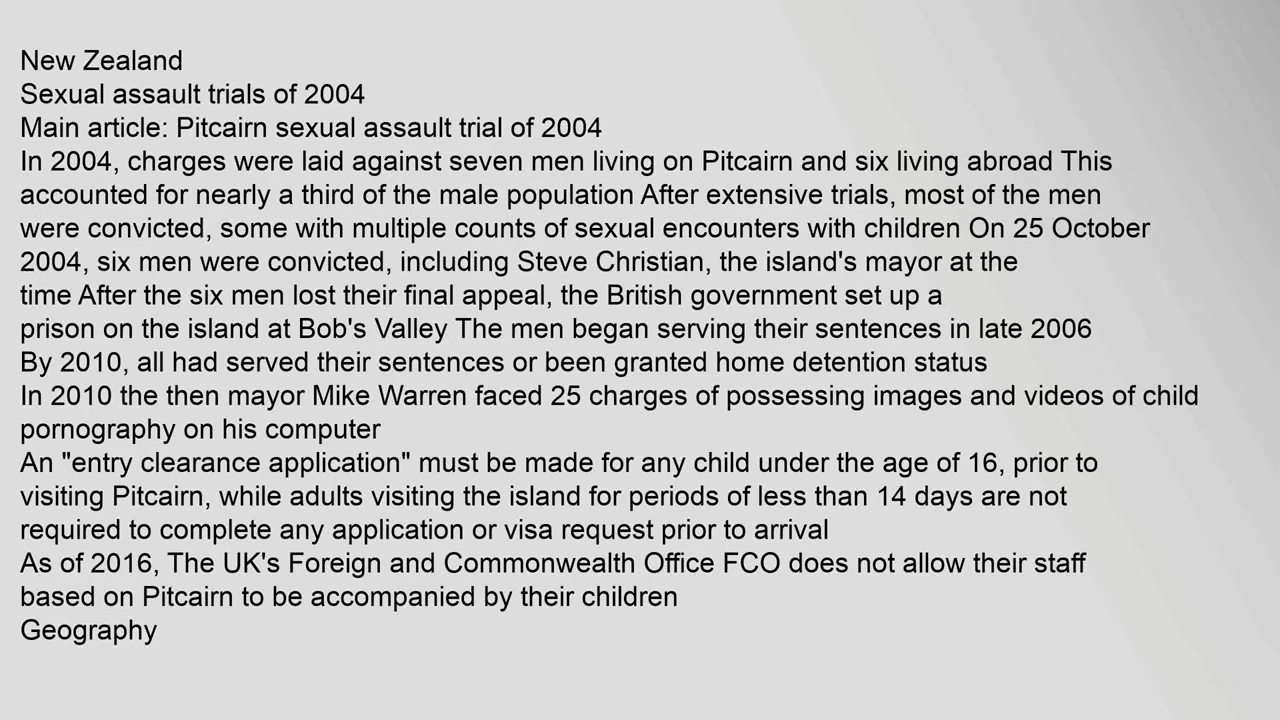 New Zealand
Sexual assault trials of 2004
Main article: Pitcairn sexual assault trial of 2004
In 2004, charges were laid against seven men living on Pitcairn and six living abroad This
accounted for nearly a third of the male population After extensive trials, most of the men
were convicted, some with multiple counts of sexual encounters with children On 25 October
2004, six men were convicted, including Steve Christian, the island's mayor at the
time After the six men lost their final appeal, the British government set up a
prison on the island at Bob's Valley The men began serving their sentences in late 2006
By 2010, all had served their sentences or been granted home detention status
In 2010 the then mayor Mike Warren faced 25 charges of possessing images and videos of child
pornography on his computer
An "entry clearance application" must be made for any child under the age of 16, prior to
visiting Pitcairn, while adults visiting the island for periods of less than 14 days are not
required to complete any application or visa request prior to arrival
As of 2016, The UK's Foreign and Commonwealth Office FCO does not allow their staff
based on Pitcairn to be accompanied by their children
Geography